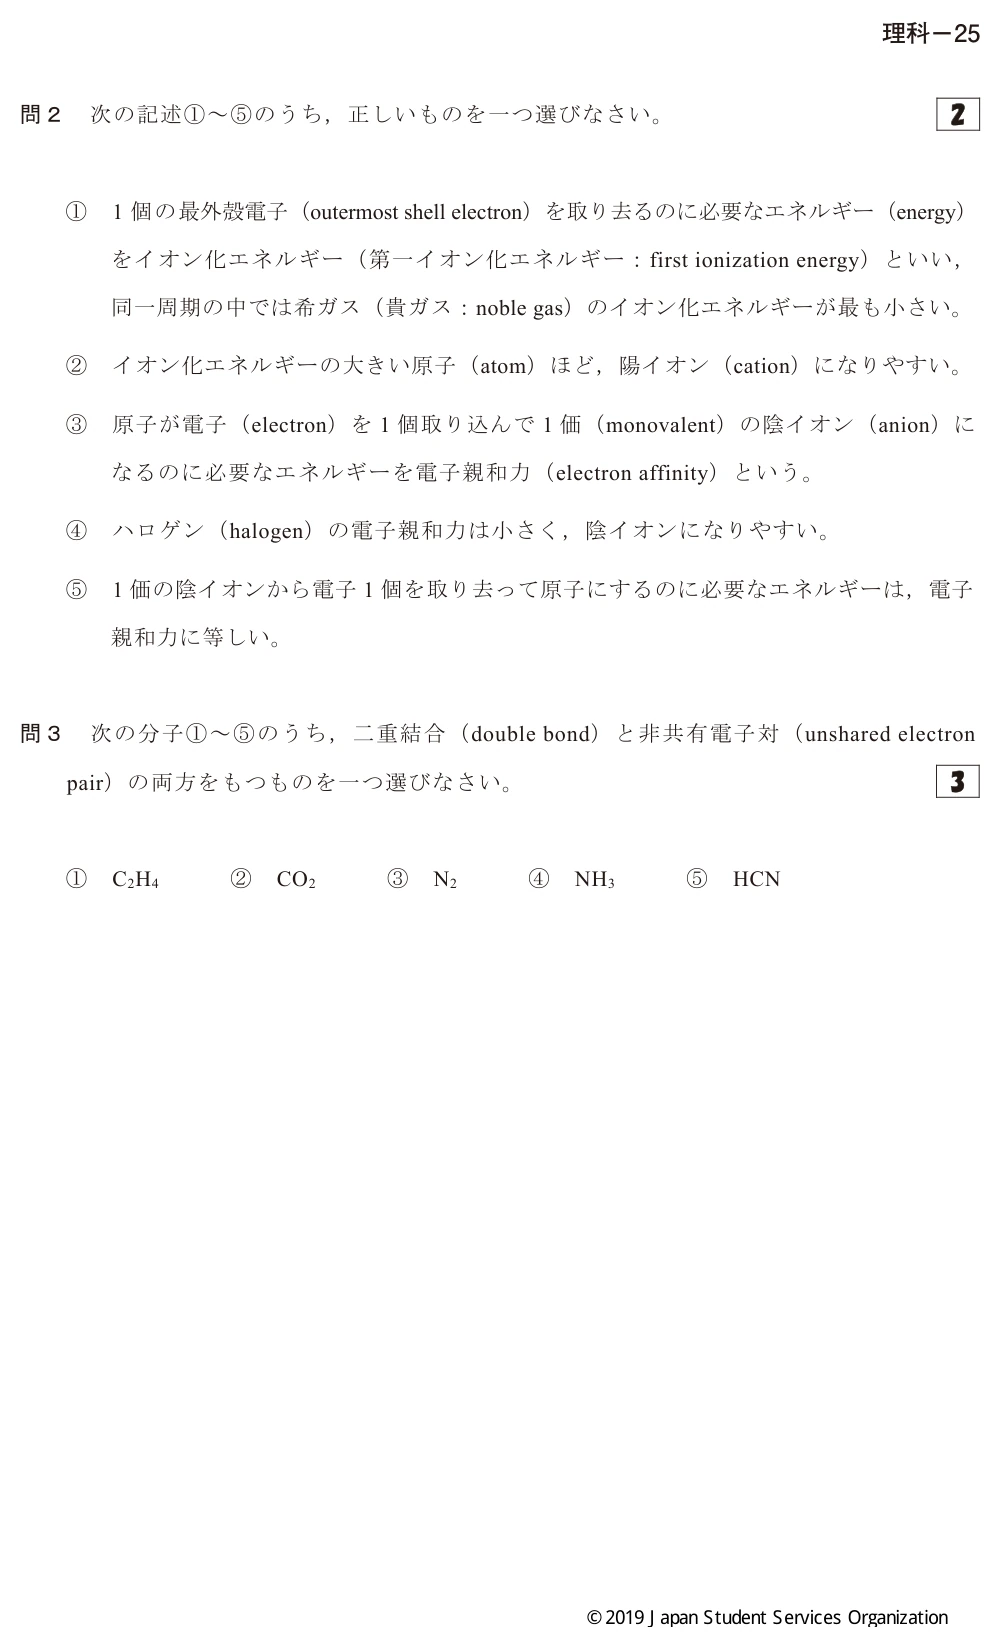 理科－25
問2 次の記述①～⑤のうち，正しいものを一つ選びなさい。 2
① 1個の最外殻電子（outermost shell electron）を取り去るのに必要なエネルギー（energy）
をイオン化エネルギー（第一イオン化エネルギー：first ionization energy）といい，
同一周期の中では希ガス（貴ガス：noble gas）のイオン化エネルギーが最も小さい。
② イオン化エネルギーの大きい原子（atom）ほど，陽イオン（cation）になりやすい。
③ 原子が電子（electron）を1個取り込んで1価（monovalent）の陰イオン（anion）に
なるのに必要なエネルギーを電子親和力（electron affinity）という。
④ ハロゲン（halogen）の電子親和力は小さく，陰イオンになりやすい。
⑤ 1価の陰イオンから電子1個を取り去って原子にするのに必要なエネルギーは，電子
親和力に等しい。
問3 次の分子①～⑤のうち，二重結合（double bond）と非共有電子対（unshared electron
pair）の両方をもつものを一つ選びなさい。 3
① C₂H₄ ② CO₂ ③ N₂ ④ NH₃ ⑤ HCN
© 2019 Japan Student Services Organization